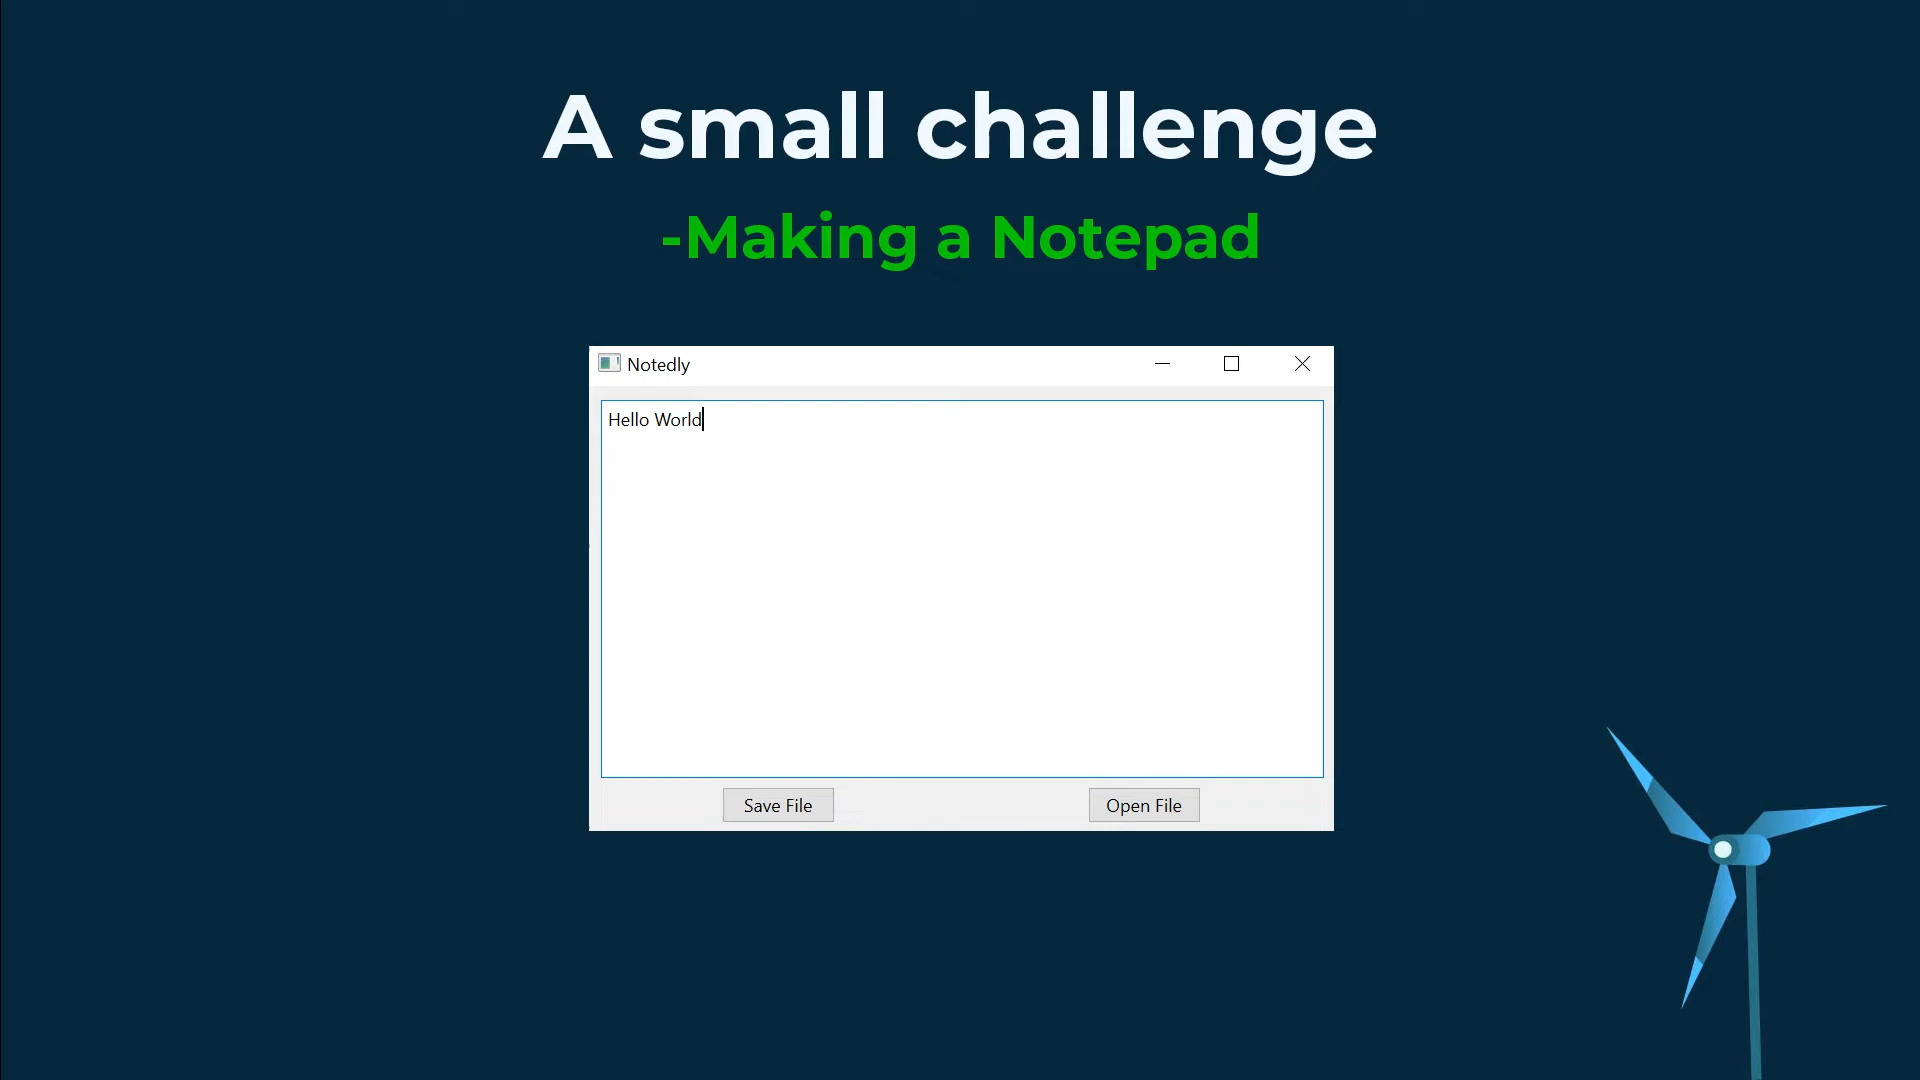 A small challenge
-Making a Notepad
Notedly
Hello World
Save File
Open File